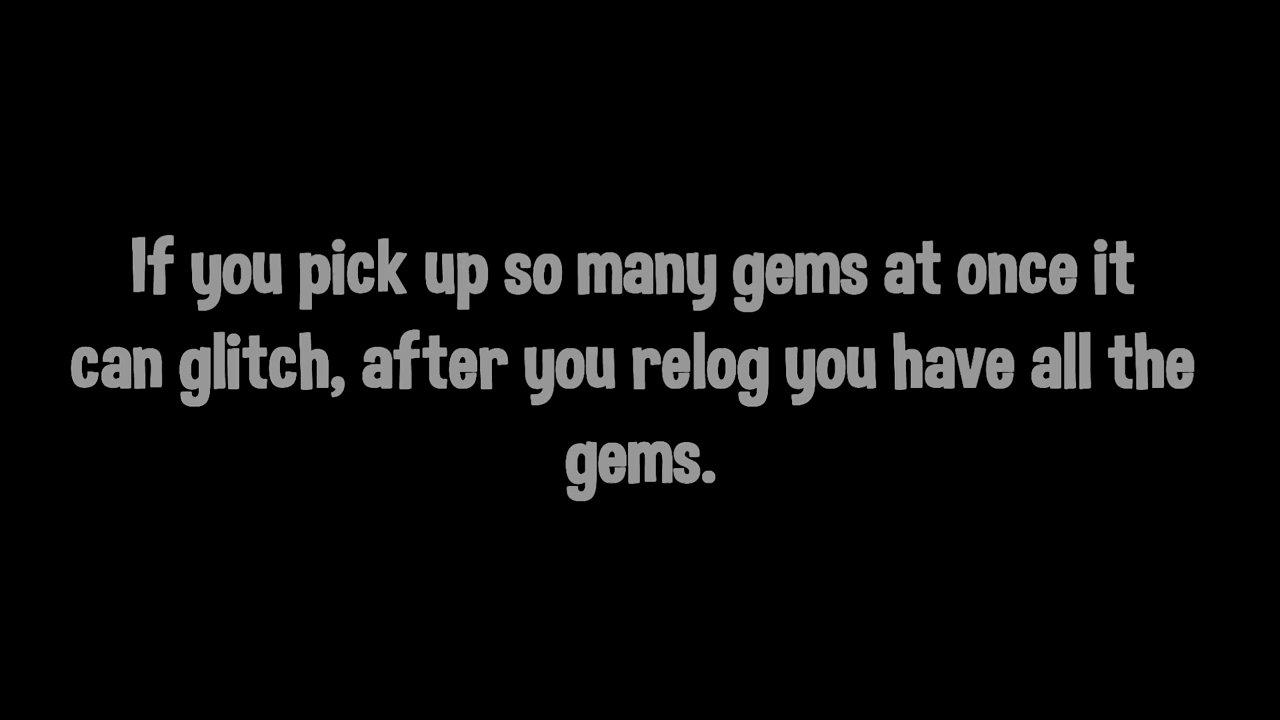 If you pick up so many gems at once it
can glitch, after you relog you have all the
gems.